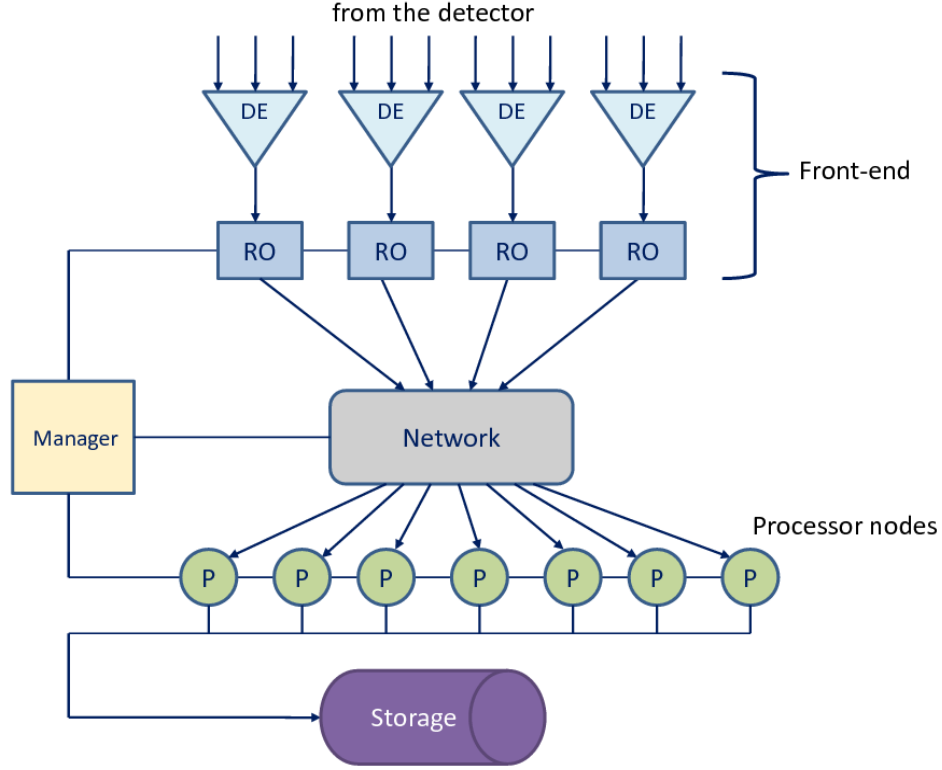 from the detector
DE
DE
DE
DE
Front-end
RO
RO
RO
RO
Manager
Network
Processor nodes
P
P
P
P
P
P
P
Storage